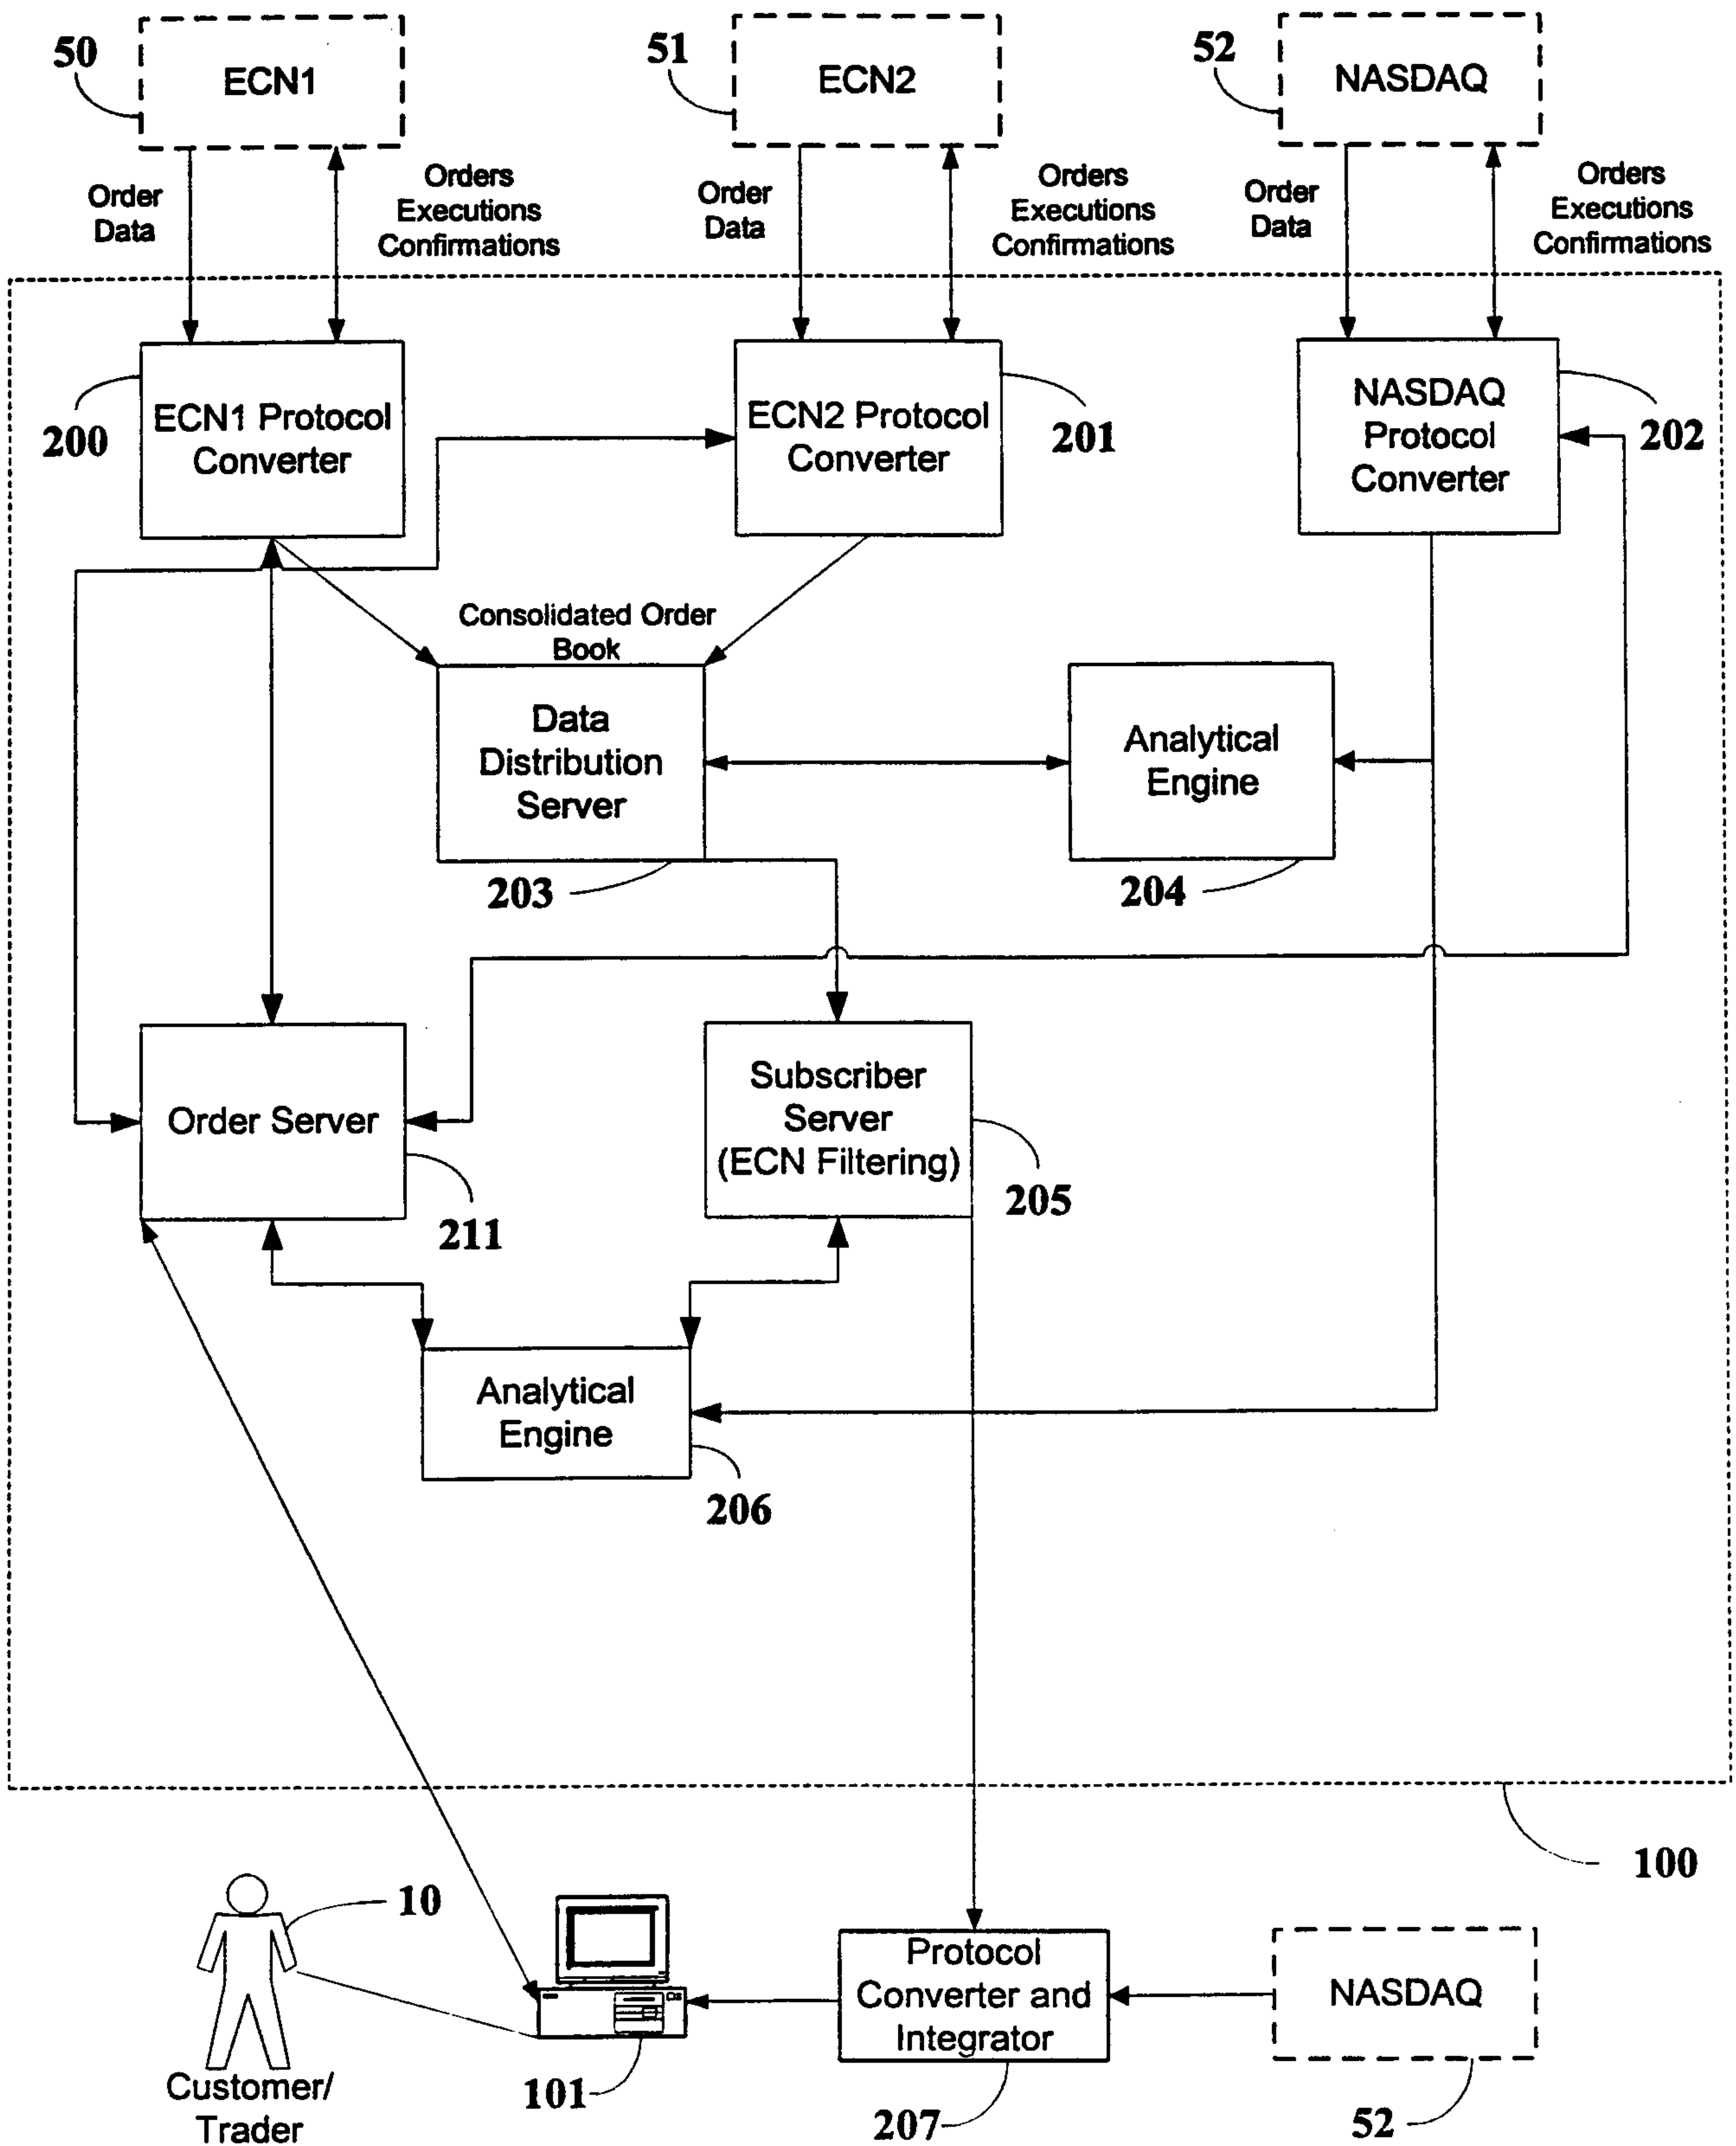 50
ECN1
51
ECN2
52
NASDAQ
Order
Data
Orders
Executions
Confirmations
Order
Data
Orders
Executions
Confirmations
Order
Data
Orders
Executions
Confirmations
200
ECN1 Protocol
Converter
ECN2 Protocol
Converter
201
NASDAQ
Protocol
Converter
202
Consolidated Order
Book
Data
Distribution
Server
203
Analytical
Engine
204
Order Server
211
Subscriber
Server
(ECN Filtering)
205
Analytical
Engine
206
100
10
Customer/
Trader
101
Protocol
Converter and
Integrator
207
NASDAQ
52